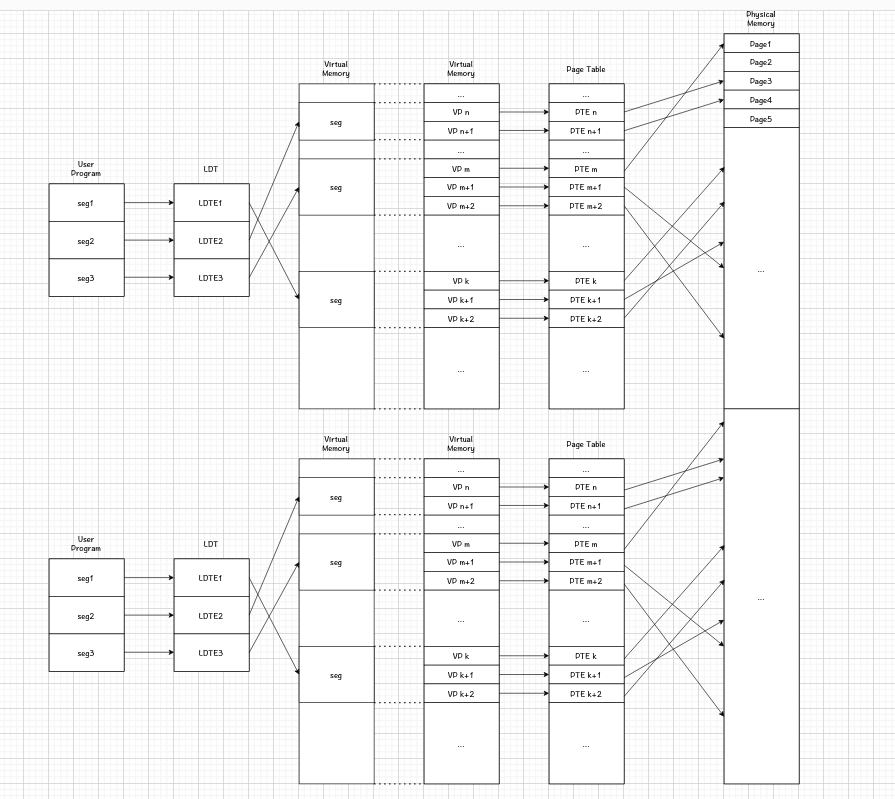 Physical
Memory
Page1
Page2
Page3
Page4
Page5
...
...
Virtual
Memory
seg
seg
seg
Virtual
Memory
...
VP n
VP n+1
...
VP m
VP m+1
VP m+2
...
VP k
VP k+1
VP k+2
...
Page Table
...
PTE n
PTE n+1
...
PTE m
PTE m+1
PTE m+2
...
PTE k
PTE k+1
PTE k+2
...
User
Program
seg1
seg2
seg3
LDT
LDTE1
LDTE2
LDTE3
Virtual
Memory
seg
seg
seg
Virtual
Memory
...
VP n
VP n+1
...
VP m
VP m+1
VP m+2
...
VP k
VP k+1
VP k+2
...
Page Table
...
PTE n
PTE n+1
...
PTE m
PTE m+1
PTE m+2
...
PTE k
PTE k+1
PTE k+2
...
User
Program
seg1
seg2
seg3
LDT
LDTE1
LDTE2
LDTE3